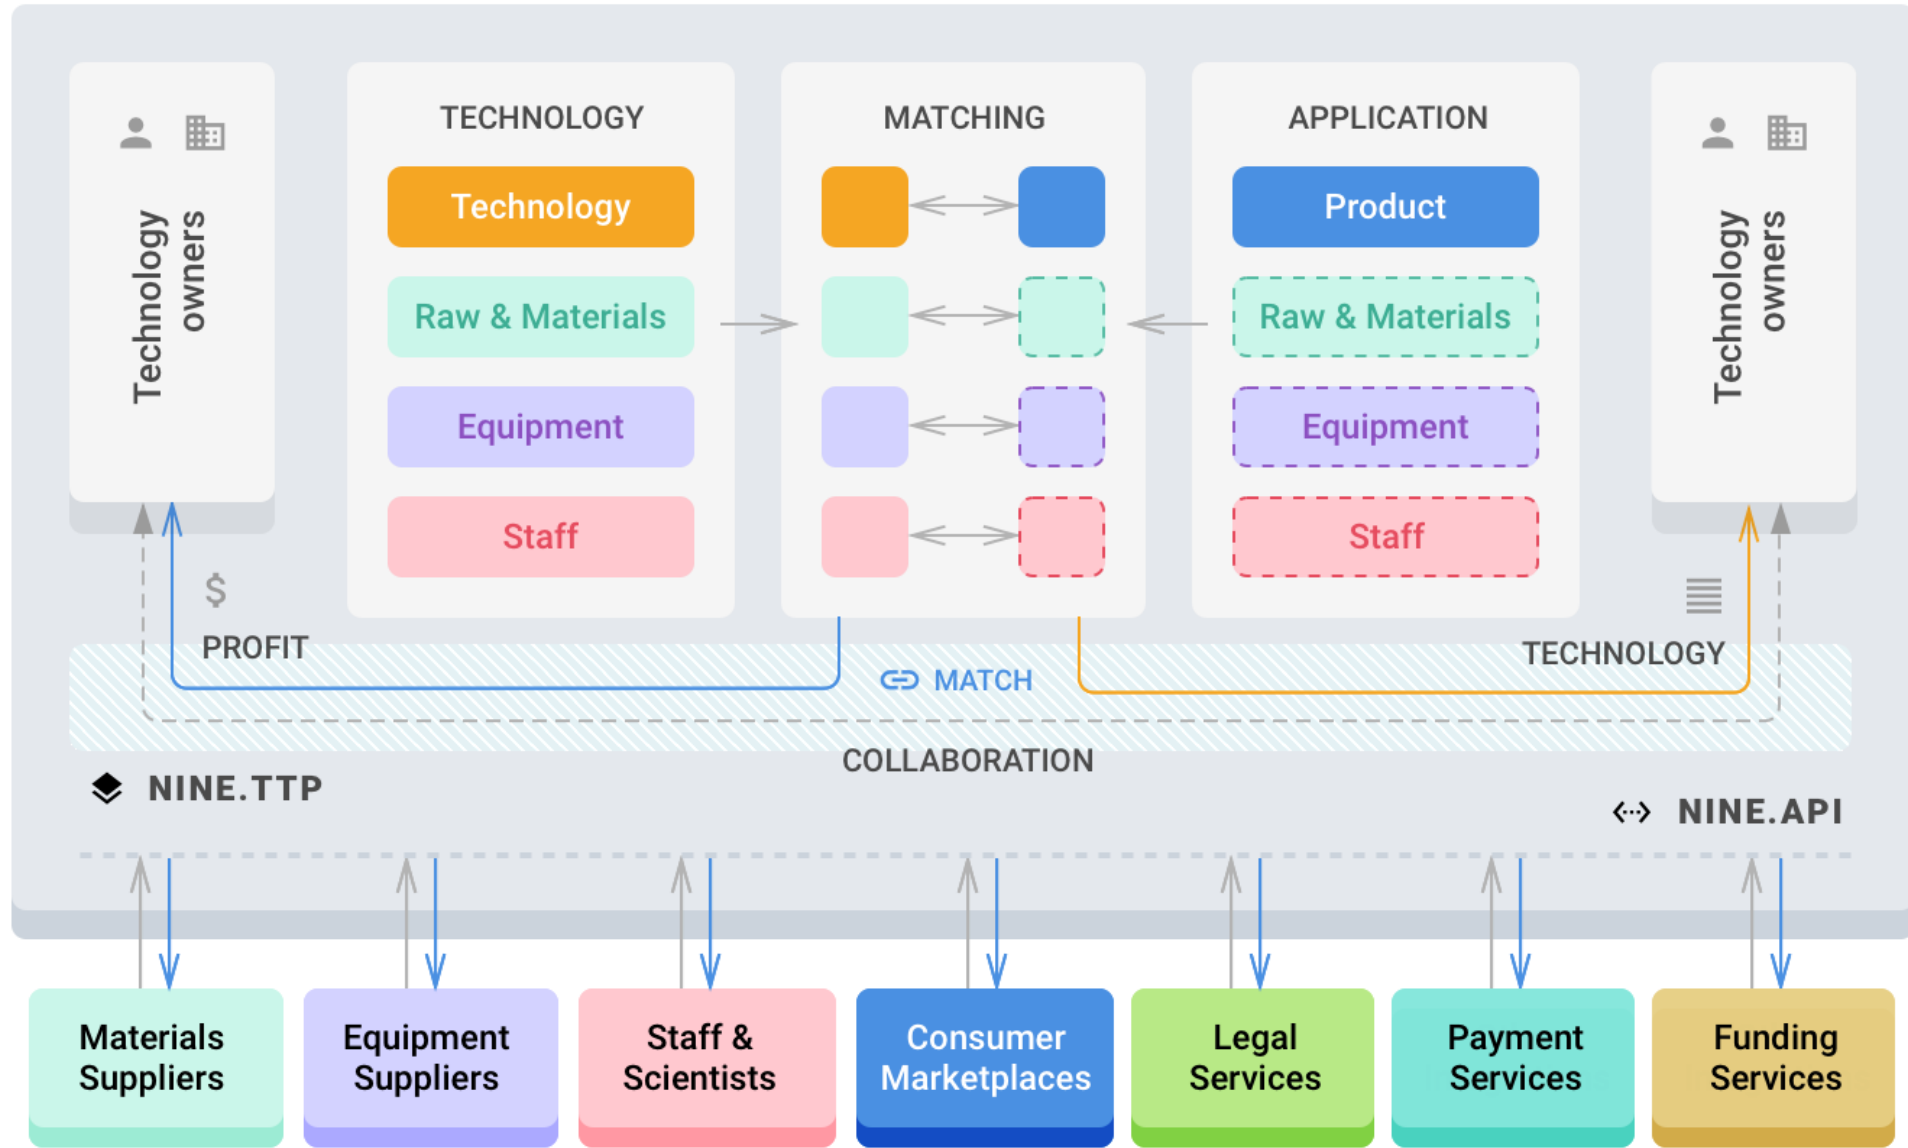 Technology
owners
TECHNOLOGY
Technology
Raw & Materials
Equipment
Staff
MATCHING
APPLICATION
Product
Raw & Materials
Equipment
Staff
Technology
owners
$
PROFIT
MATCH
TECHNOLOGY
COLLABORATION
NINE.TTP
NINE.API
Materials
Suppliers
Equipment
Suppliers
Staff &
Scientists
Consumer
Marketplaces
Legal
Services
Payment
Services
Funding
Services